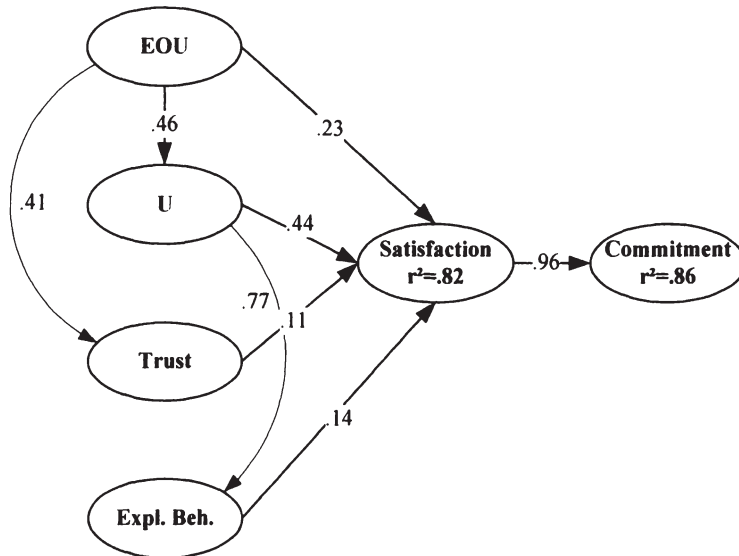 EOU
.46
.23
.41
U
.44
Satisfaction
r²=.82
.96
Commitment
r²=.86
.77
.11
Trust
.14
Expl. Beh.